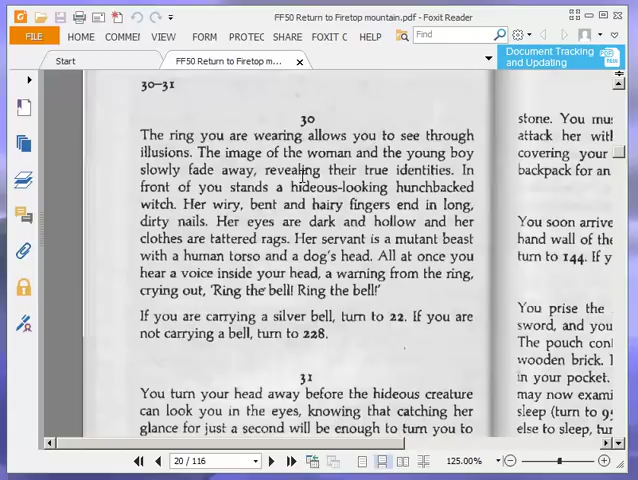 FF50 Return to Firetop mountain.pdf - Foxit Reader
FILE HOME COMMEI VIEW FORM PROTEC SHARE FOXIT C HELP Find
Document Tracking
and Updating
Start FF50 Return to Firetop m...
30-31
30
The ring you are wearing allows you to see through
illusions. The image of the woman and the young boy
slowly fade away, revealing their true identities. In
front of you stands a hideous-looking hunchbacked
witch. Her wiry, bent and hairy fingers end in long,
dirty nails. Her eyes are dark and hollow and her
clothes are tattered rags. Her servant is a mutant beast
with a human torso and a dog's head. All at once you
hear a voice inside your head, a warning from the ring,
crying out, 'Ring the bell! Ring the bell!'
If you are carrying a silver bell, turn to 22. If you are
not carrying a bell, turn to 228.
31
You turn your head away before the hideous creature
can look you in the eyes, knowing that catching her
glance for just a second will be enough to turn you to
stone. You mus
attack her with
covering your
backpack for an
You soon arrive
hand wall of the
turn to 144. If y
You prise the
sword, and you
The pouch con
wooden brick. I
in your pocket.
may now exami
sleep (turn to 9
else to sleep, tur
20 / 116
125.00%